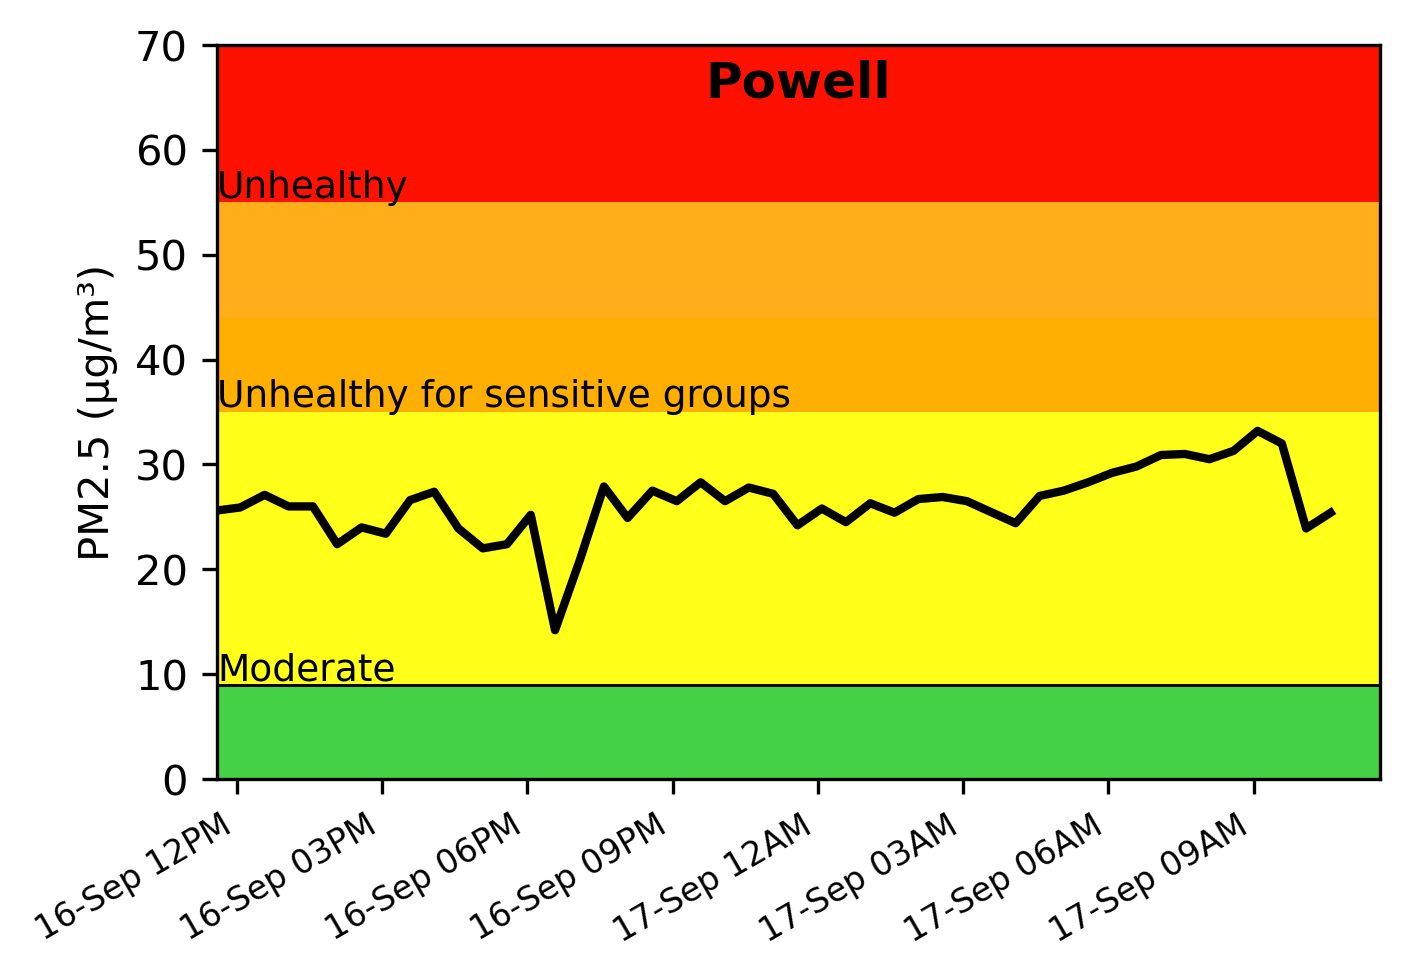 Powell
70
60
50
40
30
20
10
0
PM2.5 (µg/m³)
Unhealthy
Unhealthy for sensitive groups
Moderate
16-Sep 12PM
16-Sep 03PM
16-Sep 06PM
16-Sep 09PM
17-Sep 12AM
17-Sep 03AM
17-Sep 06AM
17-Sep 09AM